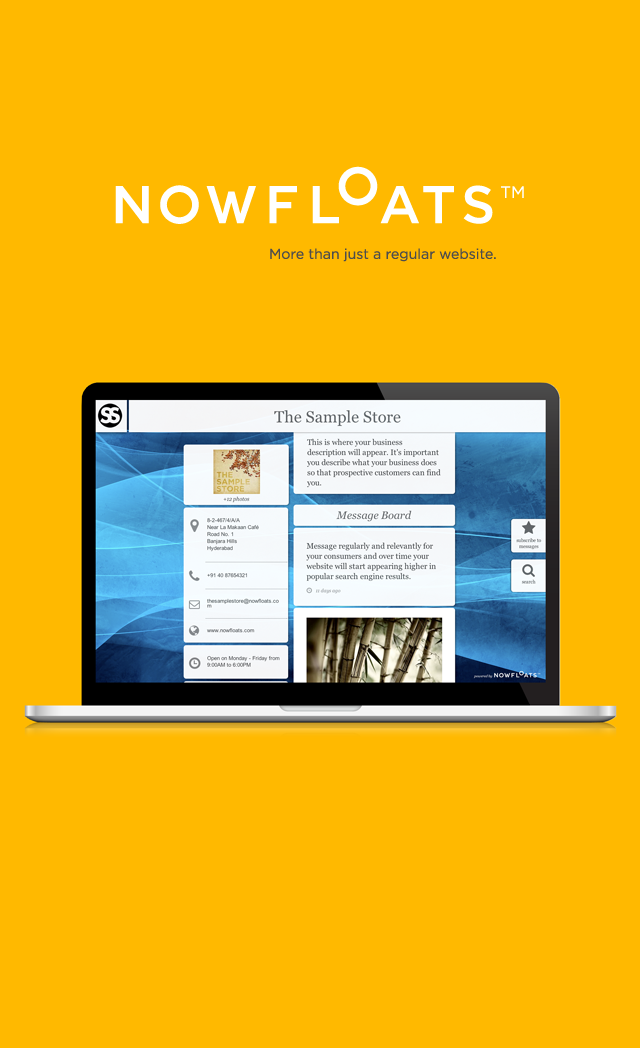 NOWFLOATS™
More than just a regular website.
SS
The Sample Store
This is where your business
description will appear. It's important
you describe what your business does
so that prospective customers can find
you.
THE
SAMPLE
STORE
+12 photos
8-2-467/4/A/A
Near La Makaan Café
Road No. 1
Banjara Hills
Hyderabad
+91 40 87654321
thesamplestore@nowfloats.co
m
www.nowfloats.com
Open on Monday - Friday from
9:00AM to 6:00PM
Message Board
Message regularly and relevantly for
your consumers and over time your
website will start appearing higher in
popular search engine results.
11 days ago
subscribe to
messages
search
powered by NOWFLOATS™